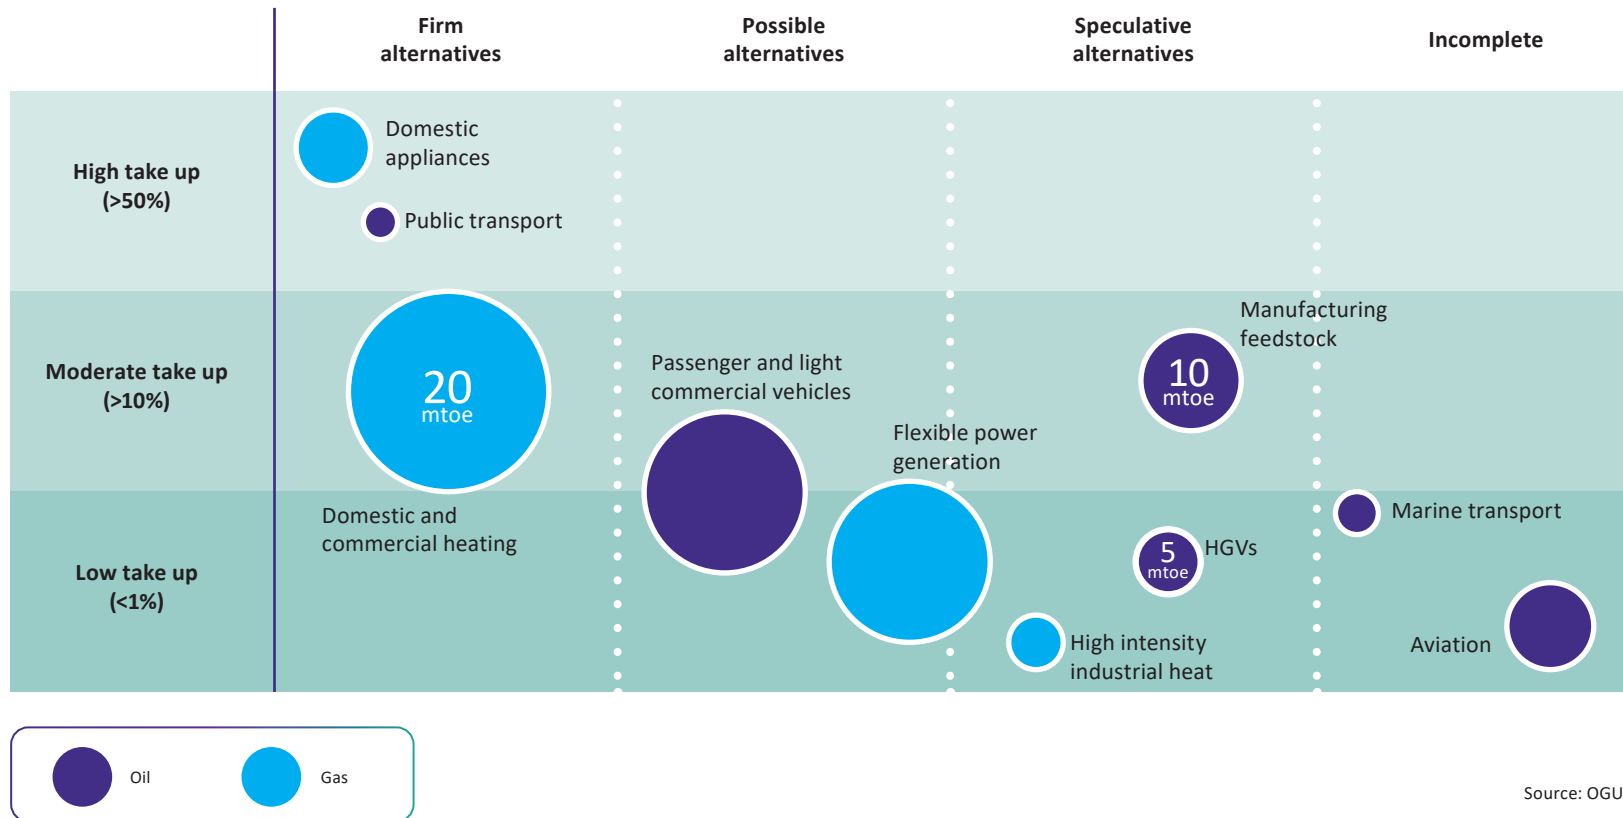 Firm
alternatives
Possible
alternatives
Speculative
alternatives
Incomplete
High take up
(>50%)
Domestic
appliances
Public transport
Moderate take up
(>10%)
20
mtoe
Passenger and light
commercial vehicles
Flexible power
generation
10
mtoe
Manufacturing
feedstock
Low take up
(<1%)
Domestic and
commercial heating
5
mtoe
HGVs
High intensity
industrial heat
Marine transport
Aviation
Oil
Gas
Source: OGU